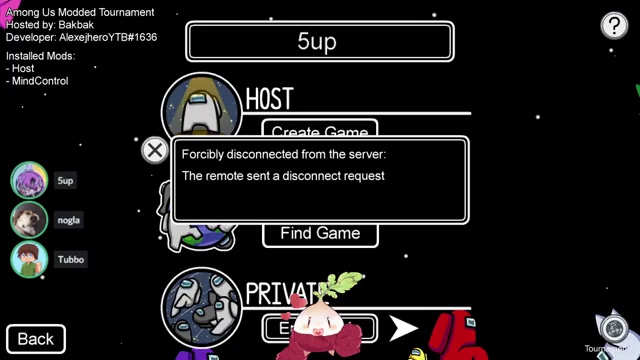 Among Us Modded Tournament
Hosted by: Bakbak
Developer: AlexejheroYTB#1636
Installed Mods:
- Host
- MindControl
5up
?
HOST
Create Game
Forcibly disconnected from the server:
The remote sent a disconnect request
5up
nogla
Tubbo
Find Game
PRIVATE
Back